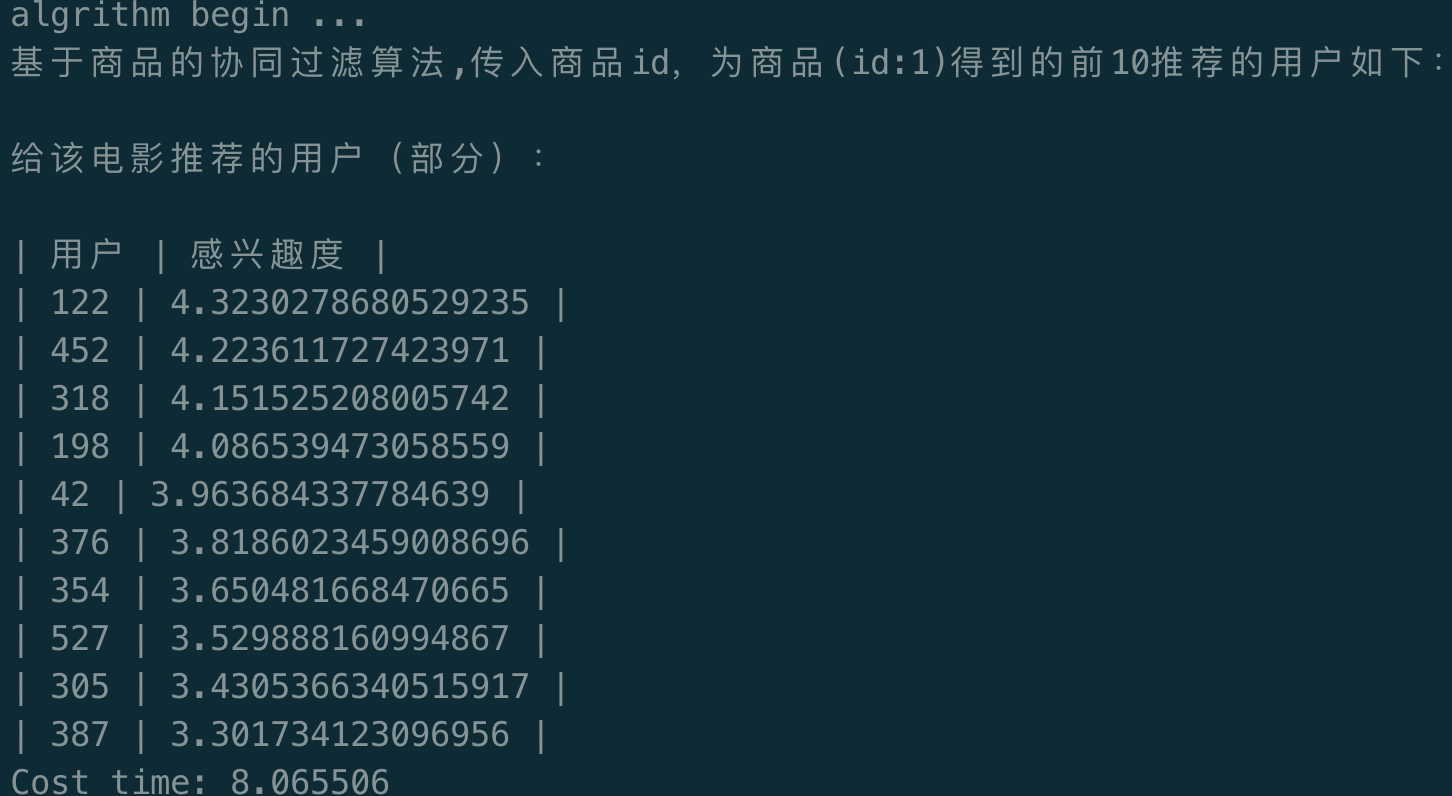 algrithm begin ...
基于商品的协同过滤算法,传入商品id，为商品(id:1)得到的前10推荐的用户如下：
给该电影推荐的用户（部分）：
| 用户 | 感兴趣度 |
| 122 | 4.3230278680529235 |
| 452 | 4.223611727423971 |
| 318 | 4.151525208005742 |
| 198 | 4.086539473058559 |
| 42 | 3.963684337784639 |
| 376 | 3.8186023459008696 |
| 354 | 3.650481668470665 |
| 527 | 3.529888160994867 |
| 305 | 3.4305366340515917 |
| 387 | 3.301734123096956 |
Cost time: 8.065506